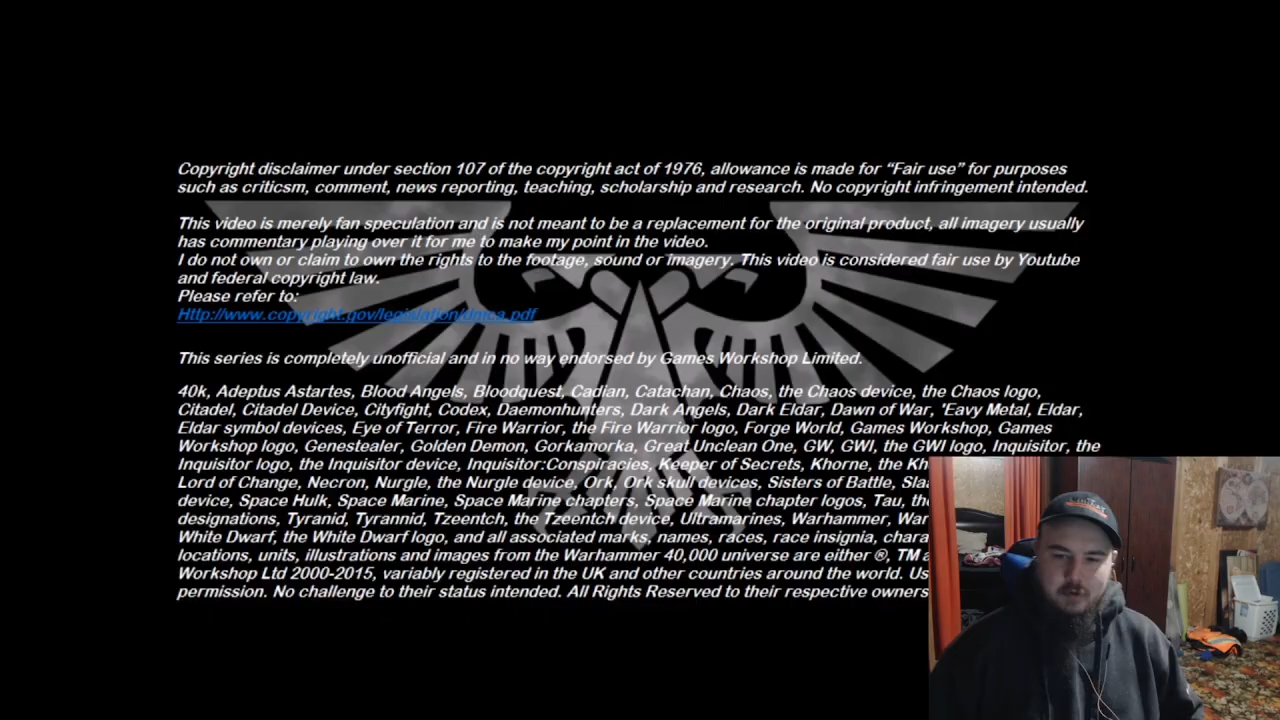 Copyright disclaimer under section 107 of the copyright act of 1976, allowance is made for “Fair use” for purposes
such as criticsm, comment, news reporting, teaching, scholarship and research. No copyright infringement intended.
This video is merely fan speculation and is not meant to be a replacement for the original product, all imagery usually
has commentary playing over it for me to make my point in the video.
I do not own or claim to own the rights to the footage, sound or imagery. This video is considered fair use by Youtube
and federal copyright law.
Please refer to:
Http://www.copyright.gov/legislation/dmca.pdf
This series is completely unofficial and in no way endorsed by Games Workshop Limited.
40k, Adeptus Astartes, Blood Angels, Bloodquest, Cadian, Catachan, Chaos, the Chaos device, the Chaos logo,
Citadel, Citadel Device, Cityfight, Codex, Daemonhunters, Dark Angels, Dark Eldar, Dawn of War, 'Eavy Metal, Eldar,
Eldar symbol devices, Eye of Terror, Fire Warrior, the Fire Warrior logo, Forge World, Games Workshop, Games
Workshop logo, Genestealer, Golden Demon, Gorkamorka, Great Unclean One, GW, GWI, the GWI logo, Inquisitor, the
Inquisitor logo, the Inquisitor device, Inquisitor:Conspiracies, Keeper of Secrets, Khorne, the Kh
Lord of Change, Necron, Nurgle, the Nurgle device, Ork, Ork skull devices, Sisters of Battle, Sla
device, Space Hulk, Space Marine, Space Marine chapters, Space Marine chapter logos, Tau, the
designations, Tyranid, Tyrannid, Tzeentch, the Tzeentch device, Ultramarines, Warhammer, War
White Dwarf, the White Dwarf logo, and all associated marks, names, races, race insignia, chara
locations, units, illustrations and images from the Warhammer 40,000 universe are either ®, TM a
Workshop Ltd 2000-2015, variably registered in the UK and other countries around the world. Us
permission. No challenge to their status intended. All Rights Reserved to their respective owners